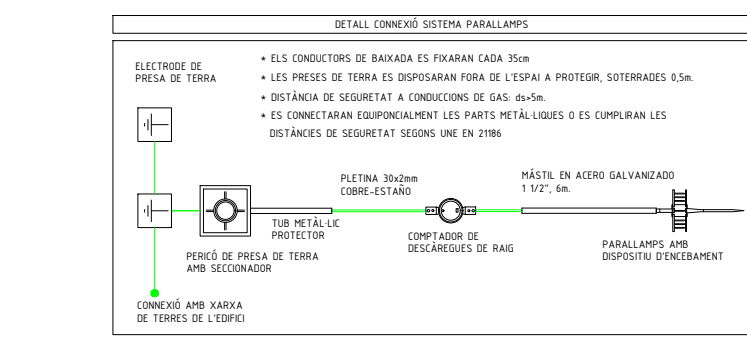 DETALL CONNEXIÓ SISTEMA PARALLAMPS
ELECTRODE DE
PRESA DE TERRA
* ELS CONDUCTORS DE BAIXADA ES FIXARAN CADA 35cm
* LES PRESES DE TERRA ES DISPOSARAN FORA DE L'ESPAI A PROTEGIR, SOTERRADES 0,5m.
* DISTÀNCIA DE SEGURETAT A CONDUCCIONS DE GAS: ds>5m.
* ES CONNECTARAN EQUIPONCIALMENT LES PARTS METÀL·LIQUES O ES CUMPLIRAN LES
DISTÀNCIES DE SEGURETAT SEGONS UNE EN 21186
PLETINA 30x2mm
COBRE-ESTAÑO
MÁSTIL EN ACERO GALVANIZADO
1 1/2", 6m.
TUB METÀL·LIC
PROTECTOR
COMPTADOR DE
DESCÀREGUES DE RAIG
PARALLAMPS AMB
DISPOSITIU D'ENCEBAMENT
PERICÓ DE PRESA DE TERRA
AMB SECCIONADOR
CONNEXIÓ AMB XARXA
DE TERRES DE L'EDIFICI